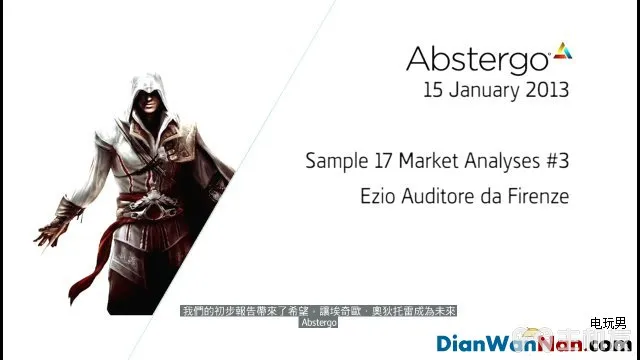 Abstergo
15 January 2013
Sample 17 Market Analyses #3
Ezio Auditore da Firenze
我們的初步報告帶來了希望，讓埃奇歐．奧狄托雷成為未來
Abstergo
电玩男
DianWanNan.com